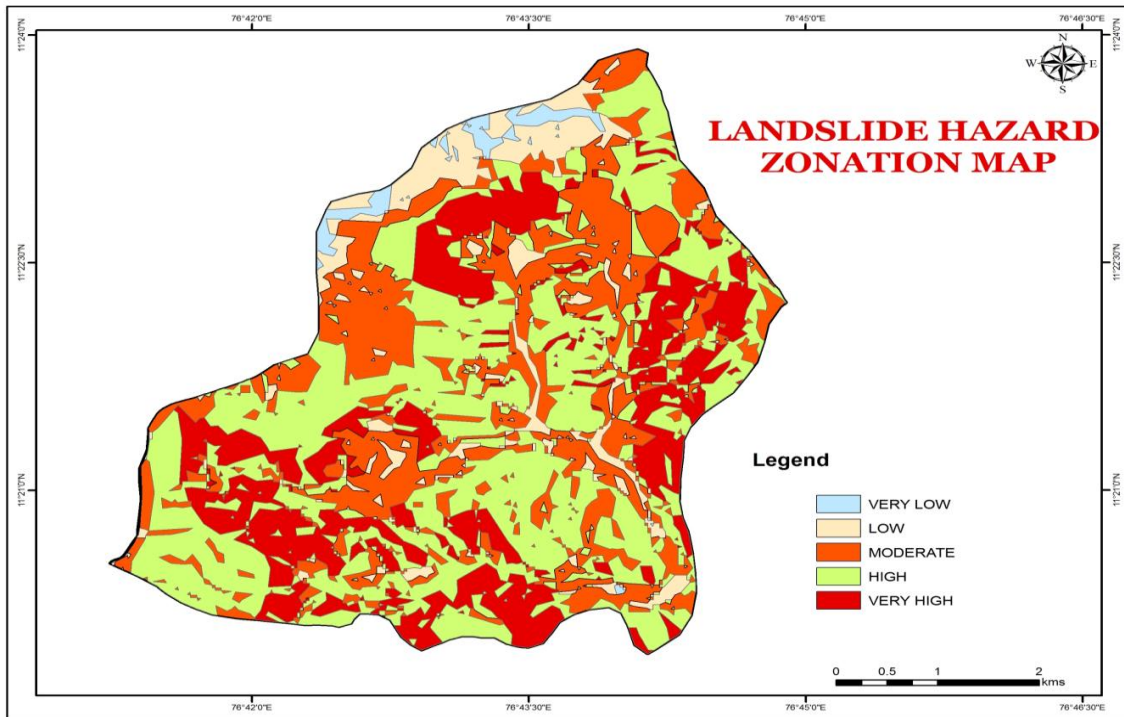 76°42'0"E 76°43'30"E 76°45'0"E 76°46'30"E
11°24'0"N 11°24'0"N
N
W E
S
LANDSLIDE HAZARD
ZONATION MAP
11°22'30"N 11°22'30"N
Legend
11°21'0"N 11°21'0"N
VERY LOW
LOW
MODERATE
HIGH
VERY HIGH
0 0.5 1 2
kms
76°42'0"E 76°43'30"E 76°45'0"E 76°46'30"E